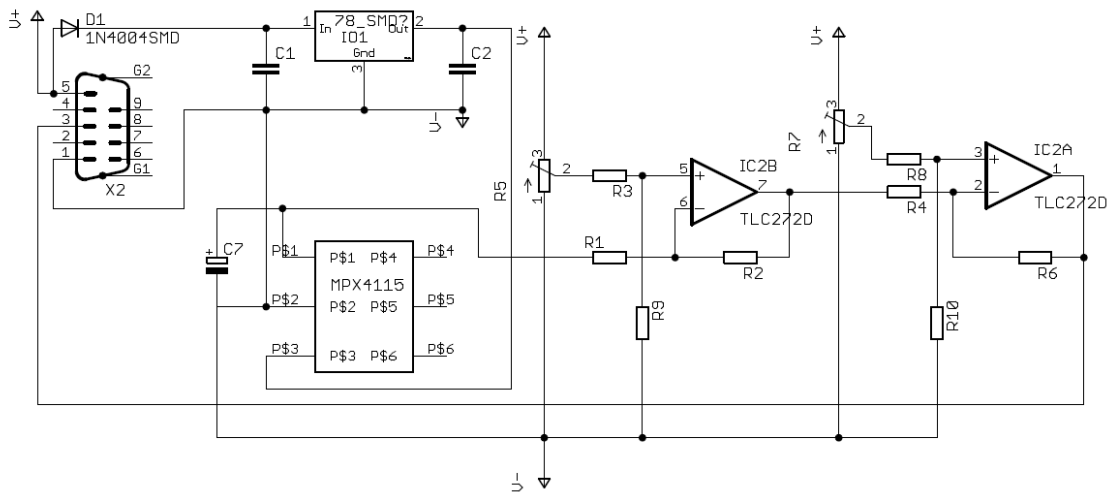 V+
D1
1N4004SMD
1
In
78_SMD?
IO1
Out
2
Gnd
3
C1
C2
V-
G2
5
4
9
3
8
2
7
1
6
G1
X2
V+
3
2
1
R5
R3
5
+
6
-
IC2B
7
TLC272D
V+
3
2
1
R7
R8
R4
3
+
2
-
IC2A
1
TLC272D
R1
R2
R6
R9
R10
+
C7
P$1
P$1
P$4
P$4
MPX4115
P$2
P$2
P$5
P$5
P$3
P$3
P$6
P$6
V-